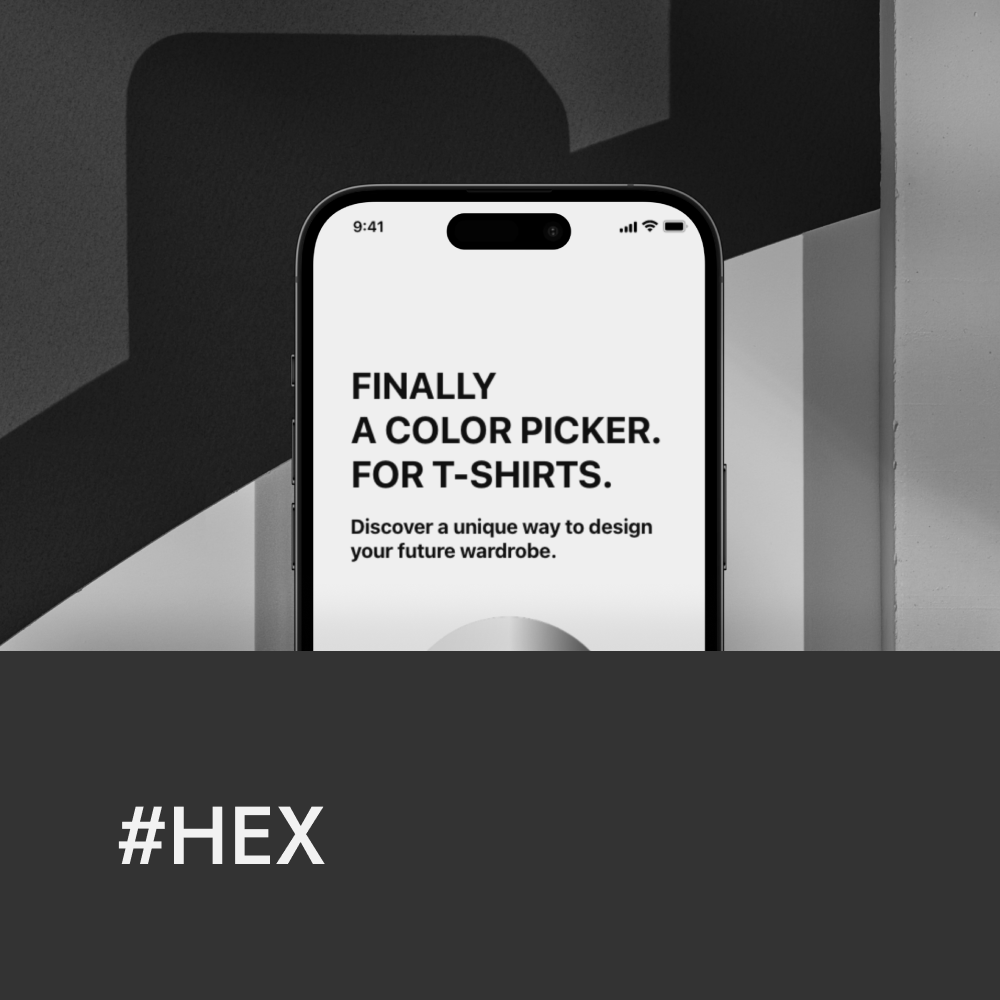 9:41
FINALLY
A COLOR PICKER.
FOR T-SHIRTS.
Discover a unique way to design
your future wardrobe.
#HEX